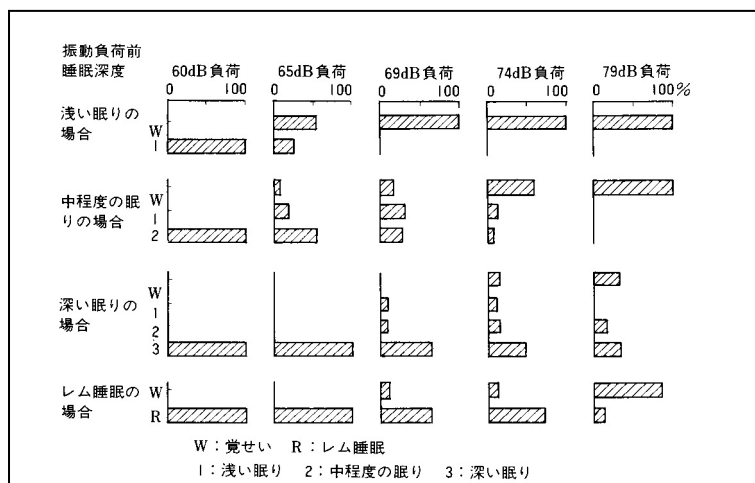 振動負荷前
睡眠深度
60dB負荷 65dB負荷 69dB負荷 74dB負荷 79dB負荷
0 100 0 100 0 100 0 100 0 100 %
浅い眠りの
場合
W
1
中程度の眠
りの場合
W
1
2
深い眠りの
場合
W
1
2
3
レム睡眠の
場合
W
R
W：覚せい R：レム睡眠
1：浅い眠り 2：中程度の眠り 3：深い眠り